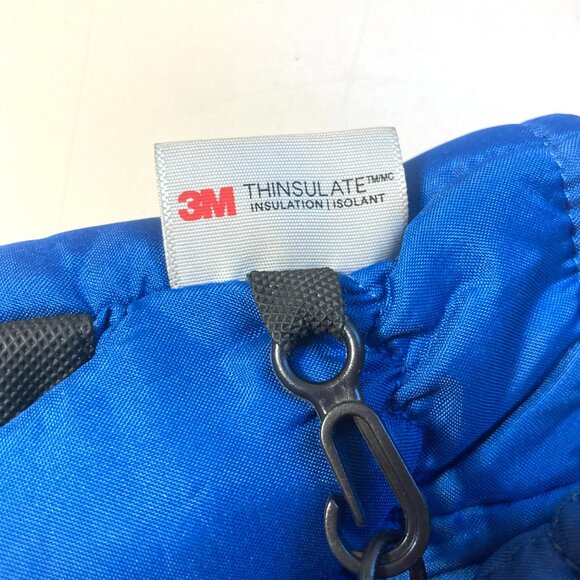 3M THINSULATE™/MC
INSULATION | ISOLANT